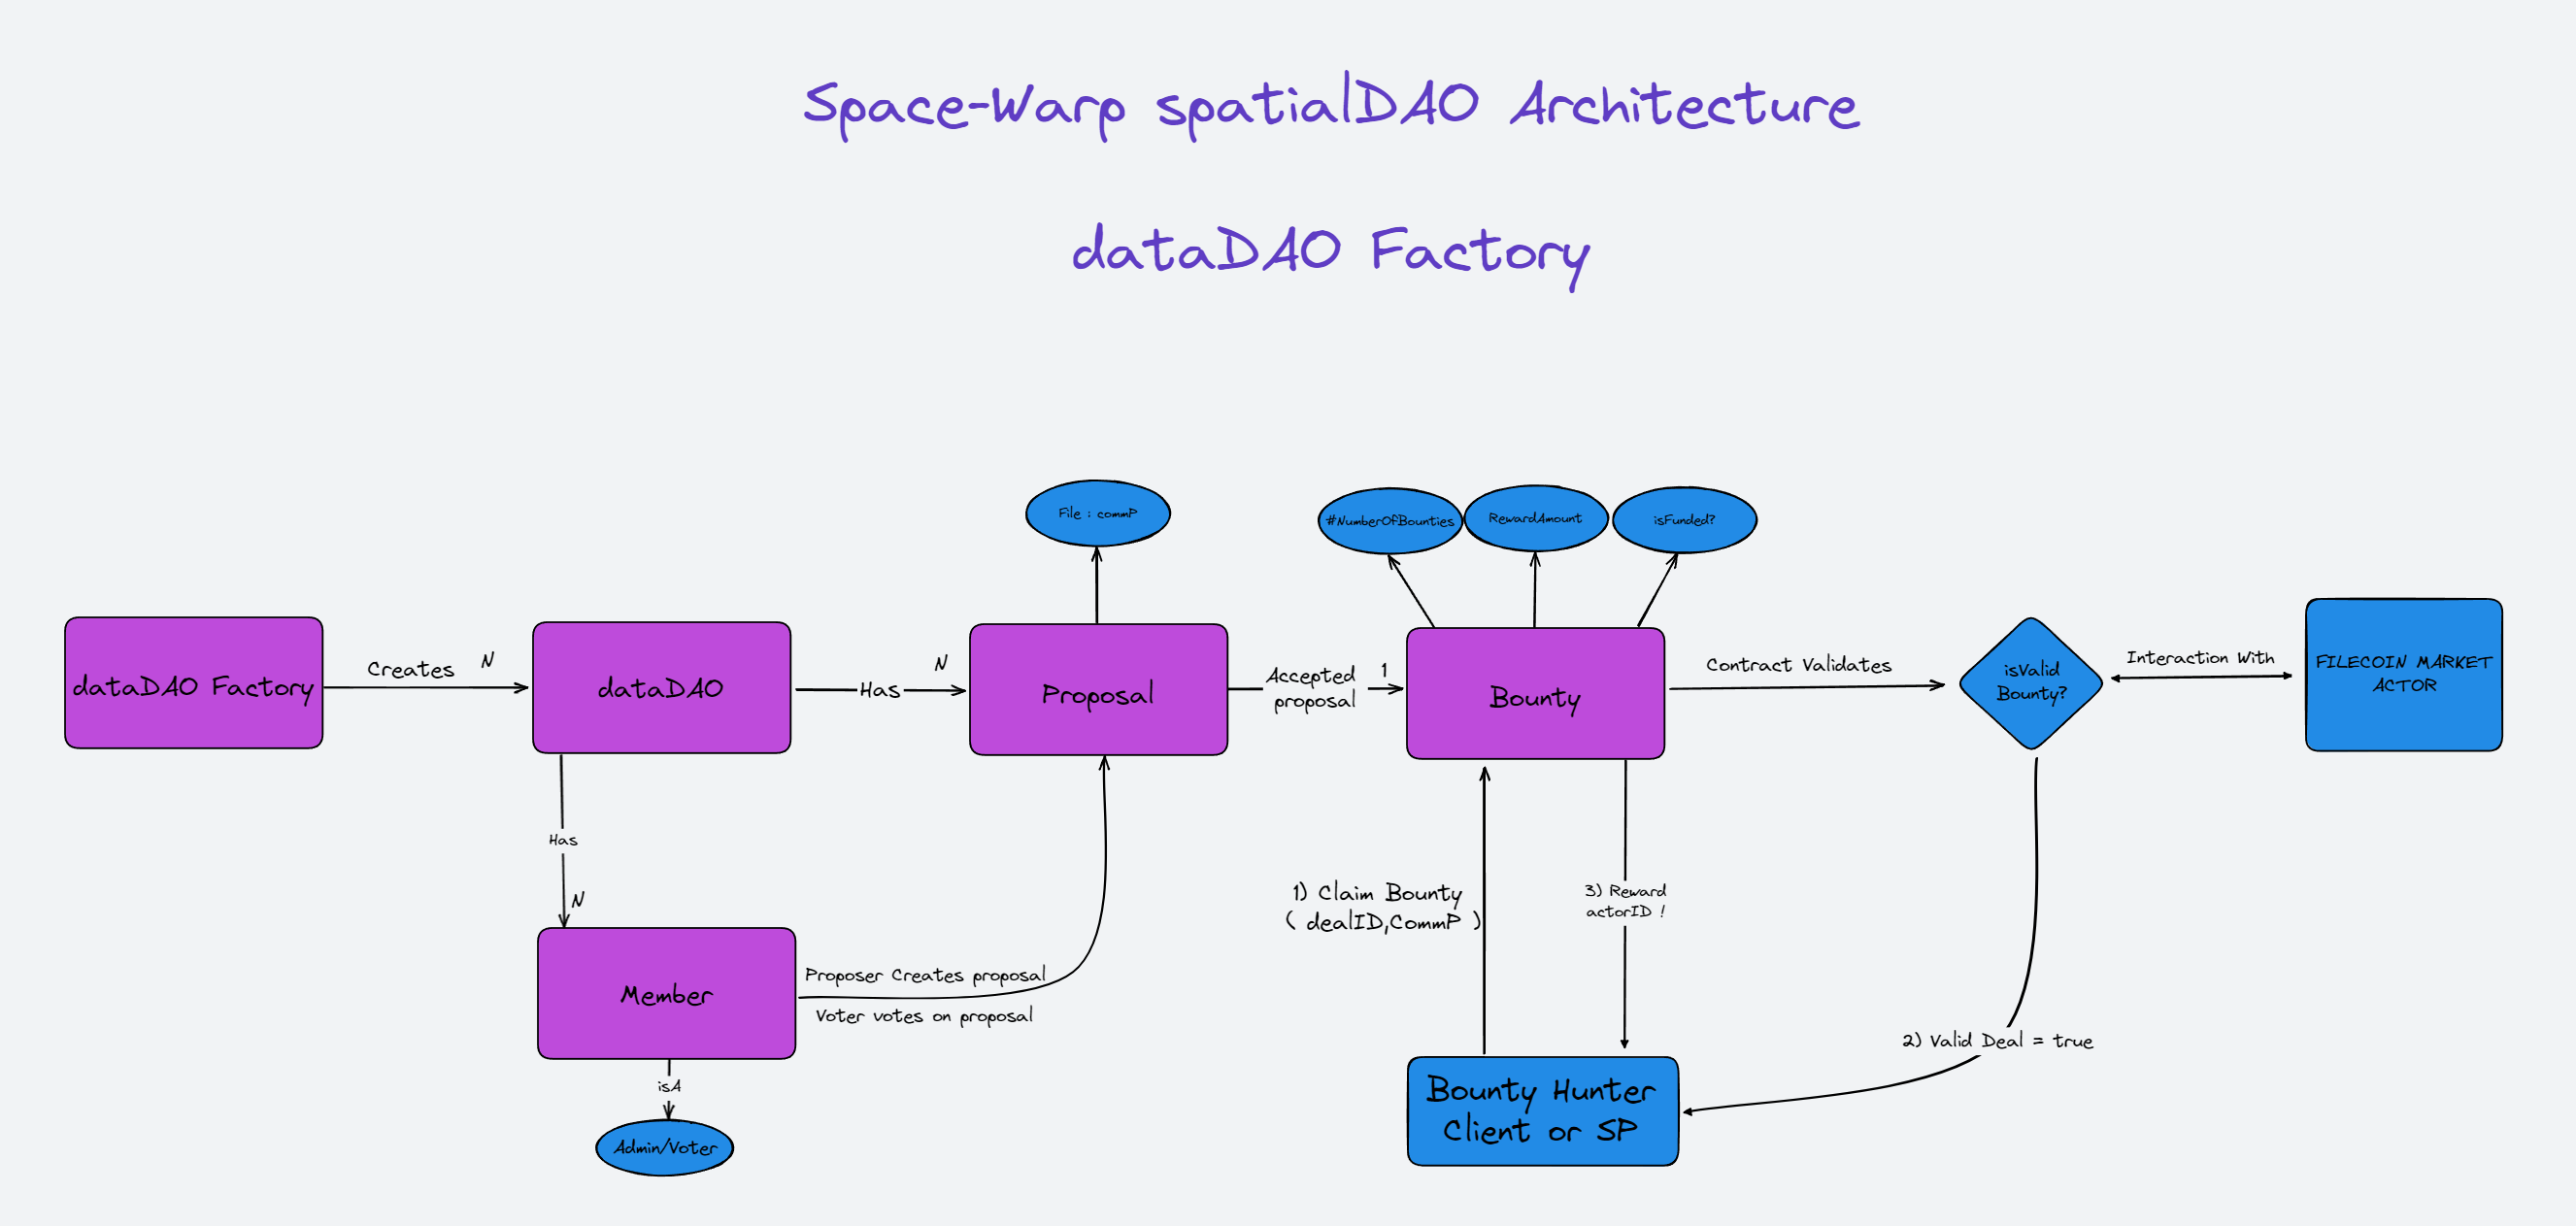 Space-Warp spatialDAO Architecture
dataDAO Factory
File : commP
#NumberOfBounties
RewardAmount
isFunded?
dataDAO Factory
Creates
N
dataDAO
Has
N
Proposal
Accepted
proposal
1
Bounty
Contract Validates
isValid
Bounty?
Interaction With
FILECOIN MARKET
ACTOR
Has
N
Member
Proposer Creates proposal
Voter votes on proposal
isA
Admin/Voter
1) Claim Bounty
( dealID,CommP )
3) Reward
actorID !
2) Valid Deal = true
Bounty Hunter
Client or SP